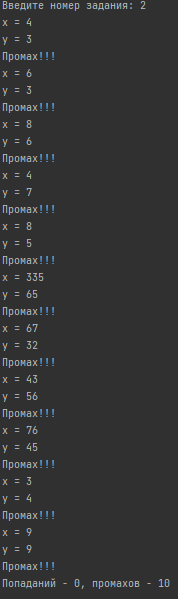 Введите номер задания: 2
x = 4
y = 3
Промах!!!
x = 6
y = 3
Промах!!!
x = 8
y = 6
Промах!!!
x = 4
y = 7
Промах!!!
x = 8
y = 5
Промах!!!
x = 335
y = 65
Промах!!!
x = 67
y = 32
Промах!!!
x = 43
y = 56
Промах!!!
x = 76
y = 45
Промах!!!
x = 3
y = 4
Промах!!!
x = 9
y = 9
Промах!!!
Попаданий - 0, промахов - 10